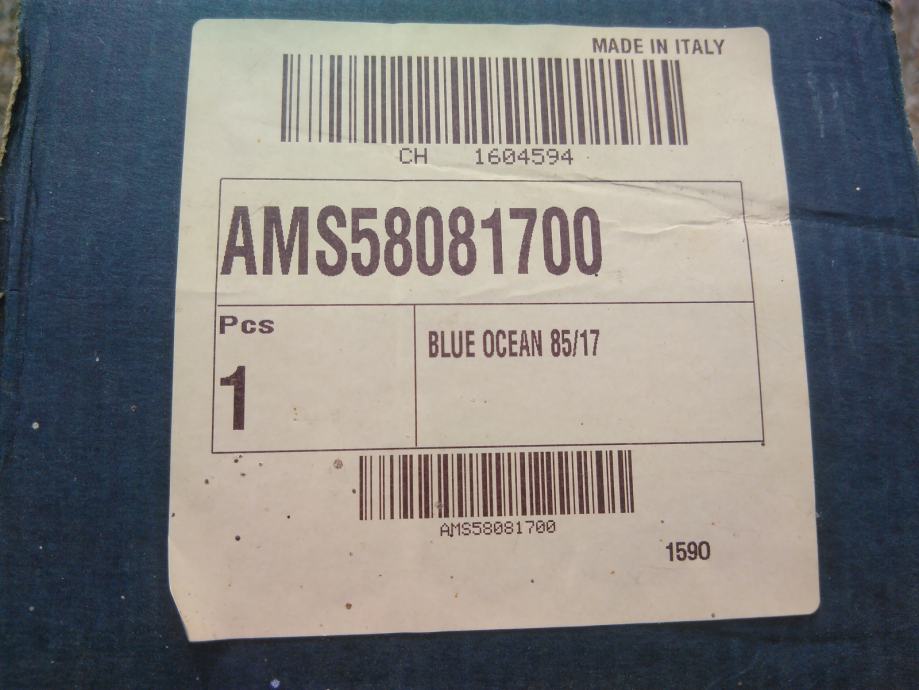 MADE IN ITALY
CH 1604594
AMS58081700
Pcs
1
BLUE OCEAN 85/17
AMS58081700
1590